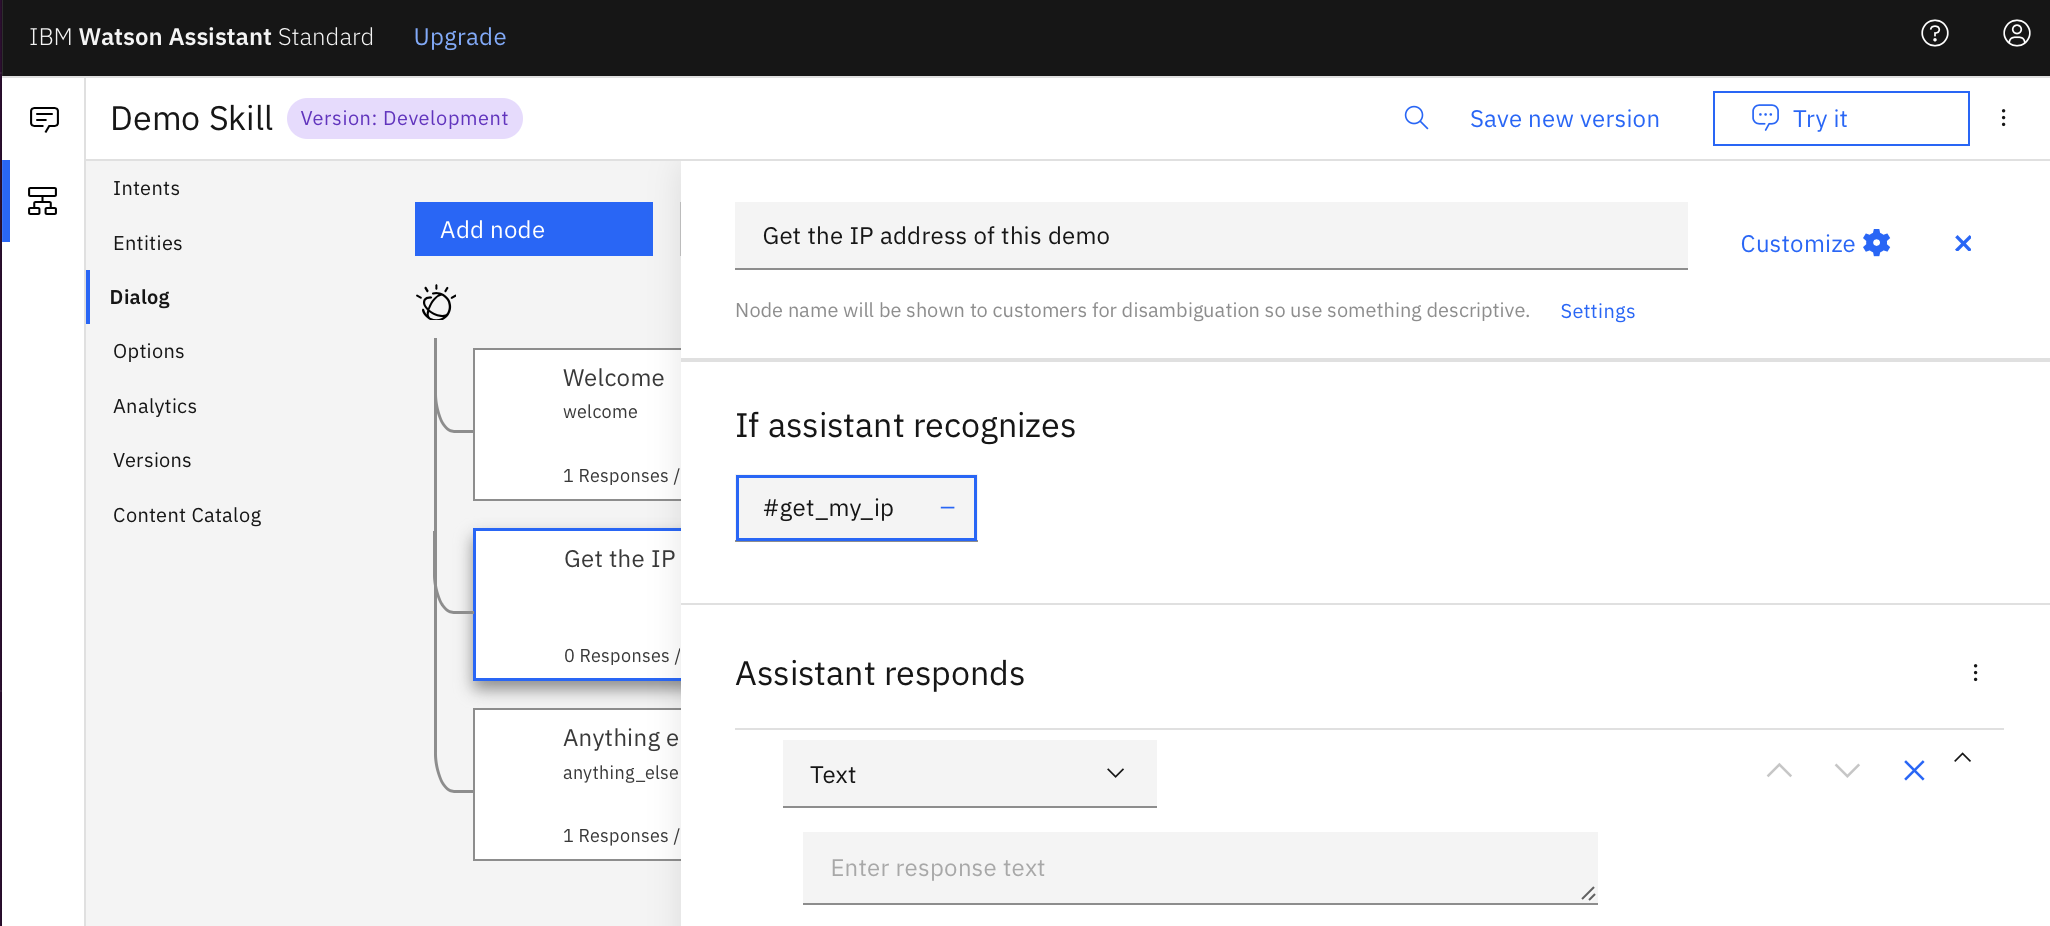 IBM Watson Assistant Standard Upgrade
Demo Skill Version: Development
Save new version
Try it
Intents
Entities
Dialog
Options
Analytics
Versions
Content Catalog
Add node
Welcome
welcome
1 Responses /
Get the IP
0 Responses /
Anything e
anything_else
1 Responses /
Get the IP address of this demo
Customize
Node name will be shown to customers for disambiguation so use something descriptive. Settings
If assistant recognizes
#get_my_ip
Assistant responds
Text
Enter response text